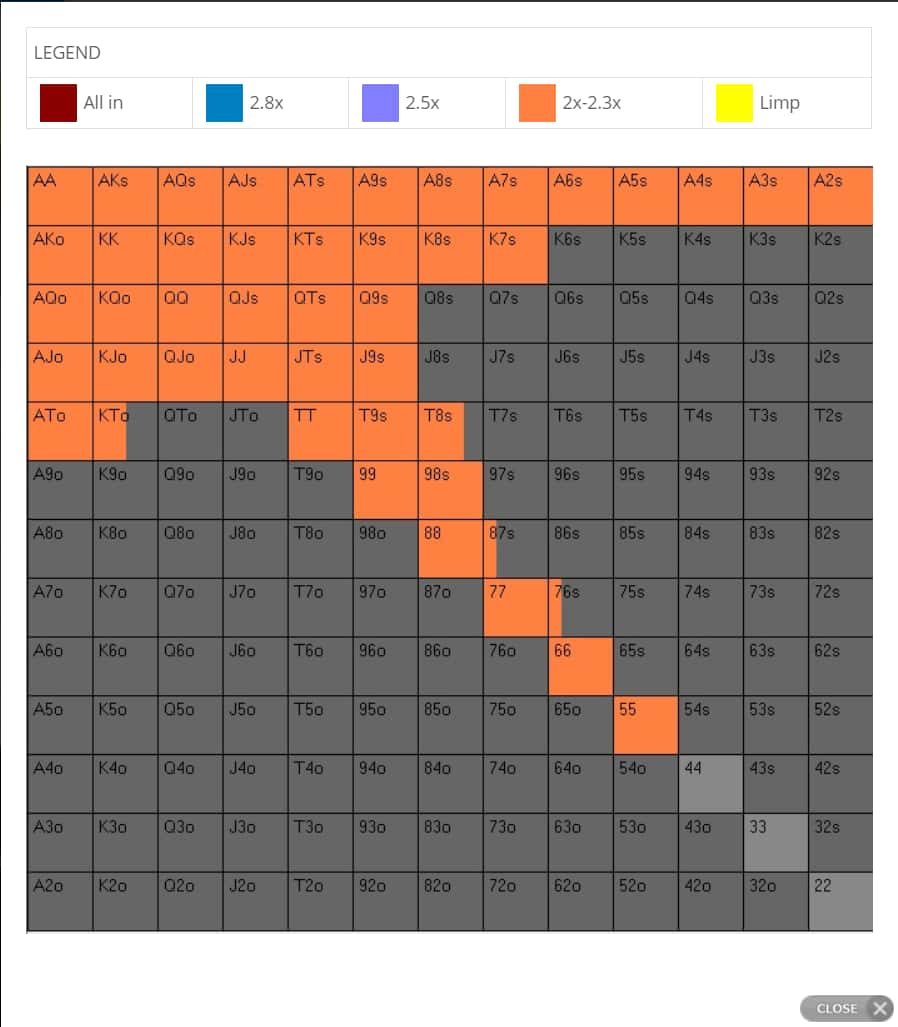 LEGEND
All in 2.8x 2.5x 2x-2.3x Limp
AA AKs AQs AJs ATs A9s A8s A7s A6s A5s A4s A3s A2s
AKo KK KQs KJs KTs K9s K8s K7s K6s K5s K4s K3s K2s
AQo KQo QQ QJs QTs Q9s Q8s Q7s Q6s Q5s Q4s Q3s Q2s
AJo KJo QJo JJ JTs J9s J8s J7s J6s J5s J4s J3s J2s
ATo KTo QTo JTo TT T9s T8s T7s T6s T5s T4s T3s T2s
A9o K9o Q9o J9o T9o 99 98s 97s 96s 95s 94s 93s 92s
A8o K8o Q8o J8o T8o 98o 88 87s 86s 85s 84s 83s 82s
A7o K7o Q7o J7o T7o 97o 87o 77 76s 75s 74s 73s 72s
A6o K6o Q6o J6o T6o 96o 86o 76o 66 65s 64s 63s 62s
A5o K5o Q5o J5o T5o 95o 85o 75o 65o 55 54s 53s 52s
A4o K4o Q4o J4o T4o 94o 84o 74o 64o 54o 44 43s 42s
A3o K3o Q3o J3o T3o 93o 83o 73o 63o 53o 43o 33 32s
A2o K2o Q2o J2o T2o 92o 82o 72o 62o 52o 42o 32o 22
CLOSE